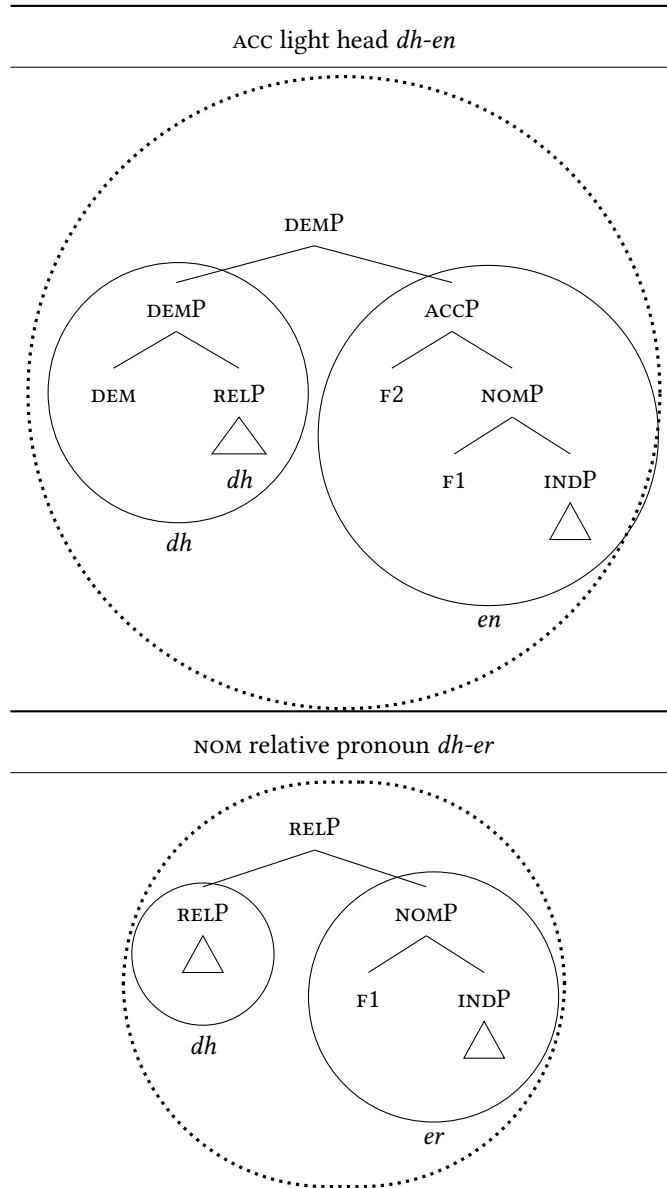 ACC light head dh-en
DEMP
DEMP ACCP
DEM RELP F2 NOMP
dh F1 INDP
dh
en
NOM relative pronoun dh-er
RELP
RELP NOMP
F1 INDP
dh
er